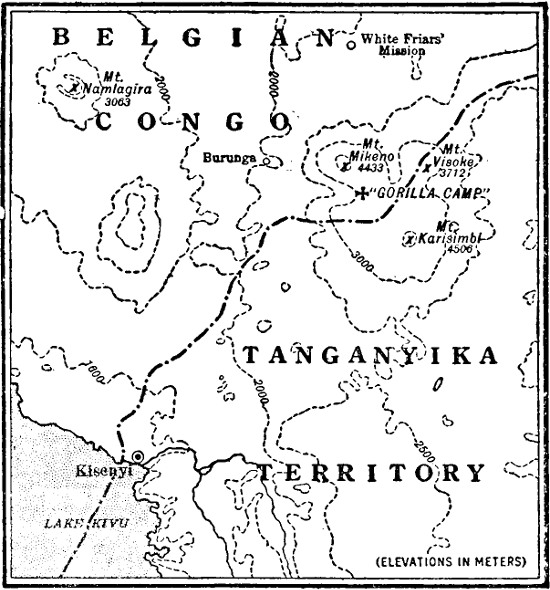 BELGIAN
White Friars'
Mission
Mt.
Namlagira
3063
2000
2000
CONGO
Burunga
Mt.
Mikeno
4433
Mt.
Visoke
3712
"GORILLA CAMP"
Mt.
Karisimbi
4506
3000
TANGANYIKA
1600
2000
2500
Kisenyi
TERRITORY
LAKE KIVU
(ELEVATIONS IN METERS)